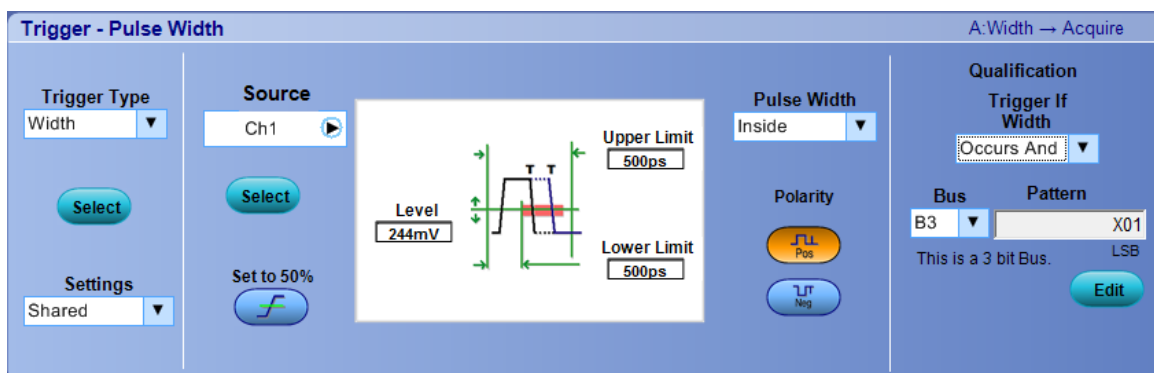 Trigger - Pulse Width
A:Width → Acquire
Trigger Type
Width
Select
Settings
Shared
Source
Ch1
Select
Set to 50%
Level
244mV
T T
Upper Limit
500ps
Lower Limit
500ps
Pulse Width
Inside
Polarity
Pos
Neg
Qualification
Trigger If
Width
Occurs And
Bus
Pattern
B3
X01
This is a 3 bit Bus.
LSB
Edit